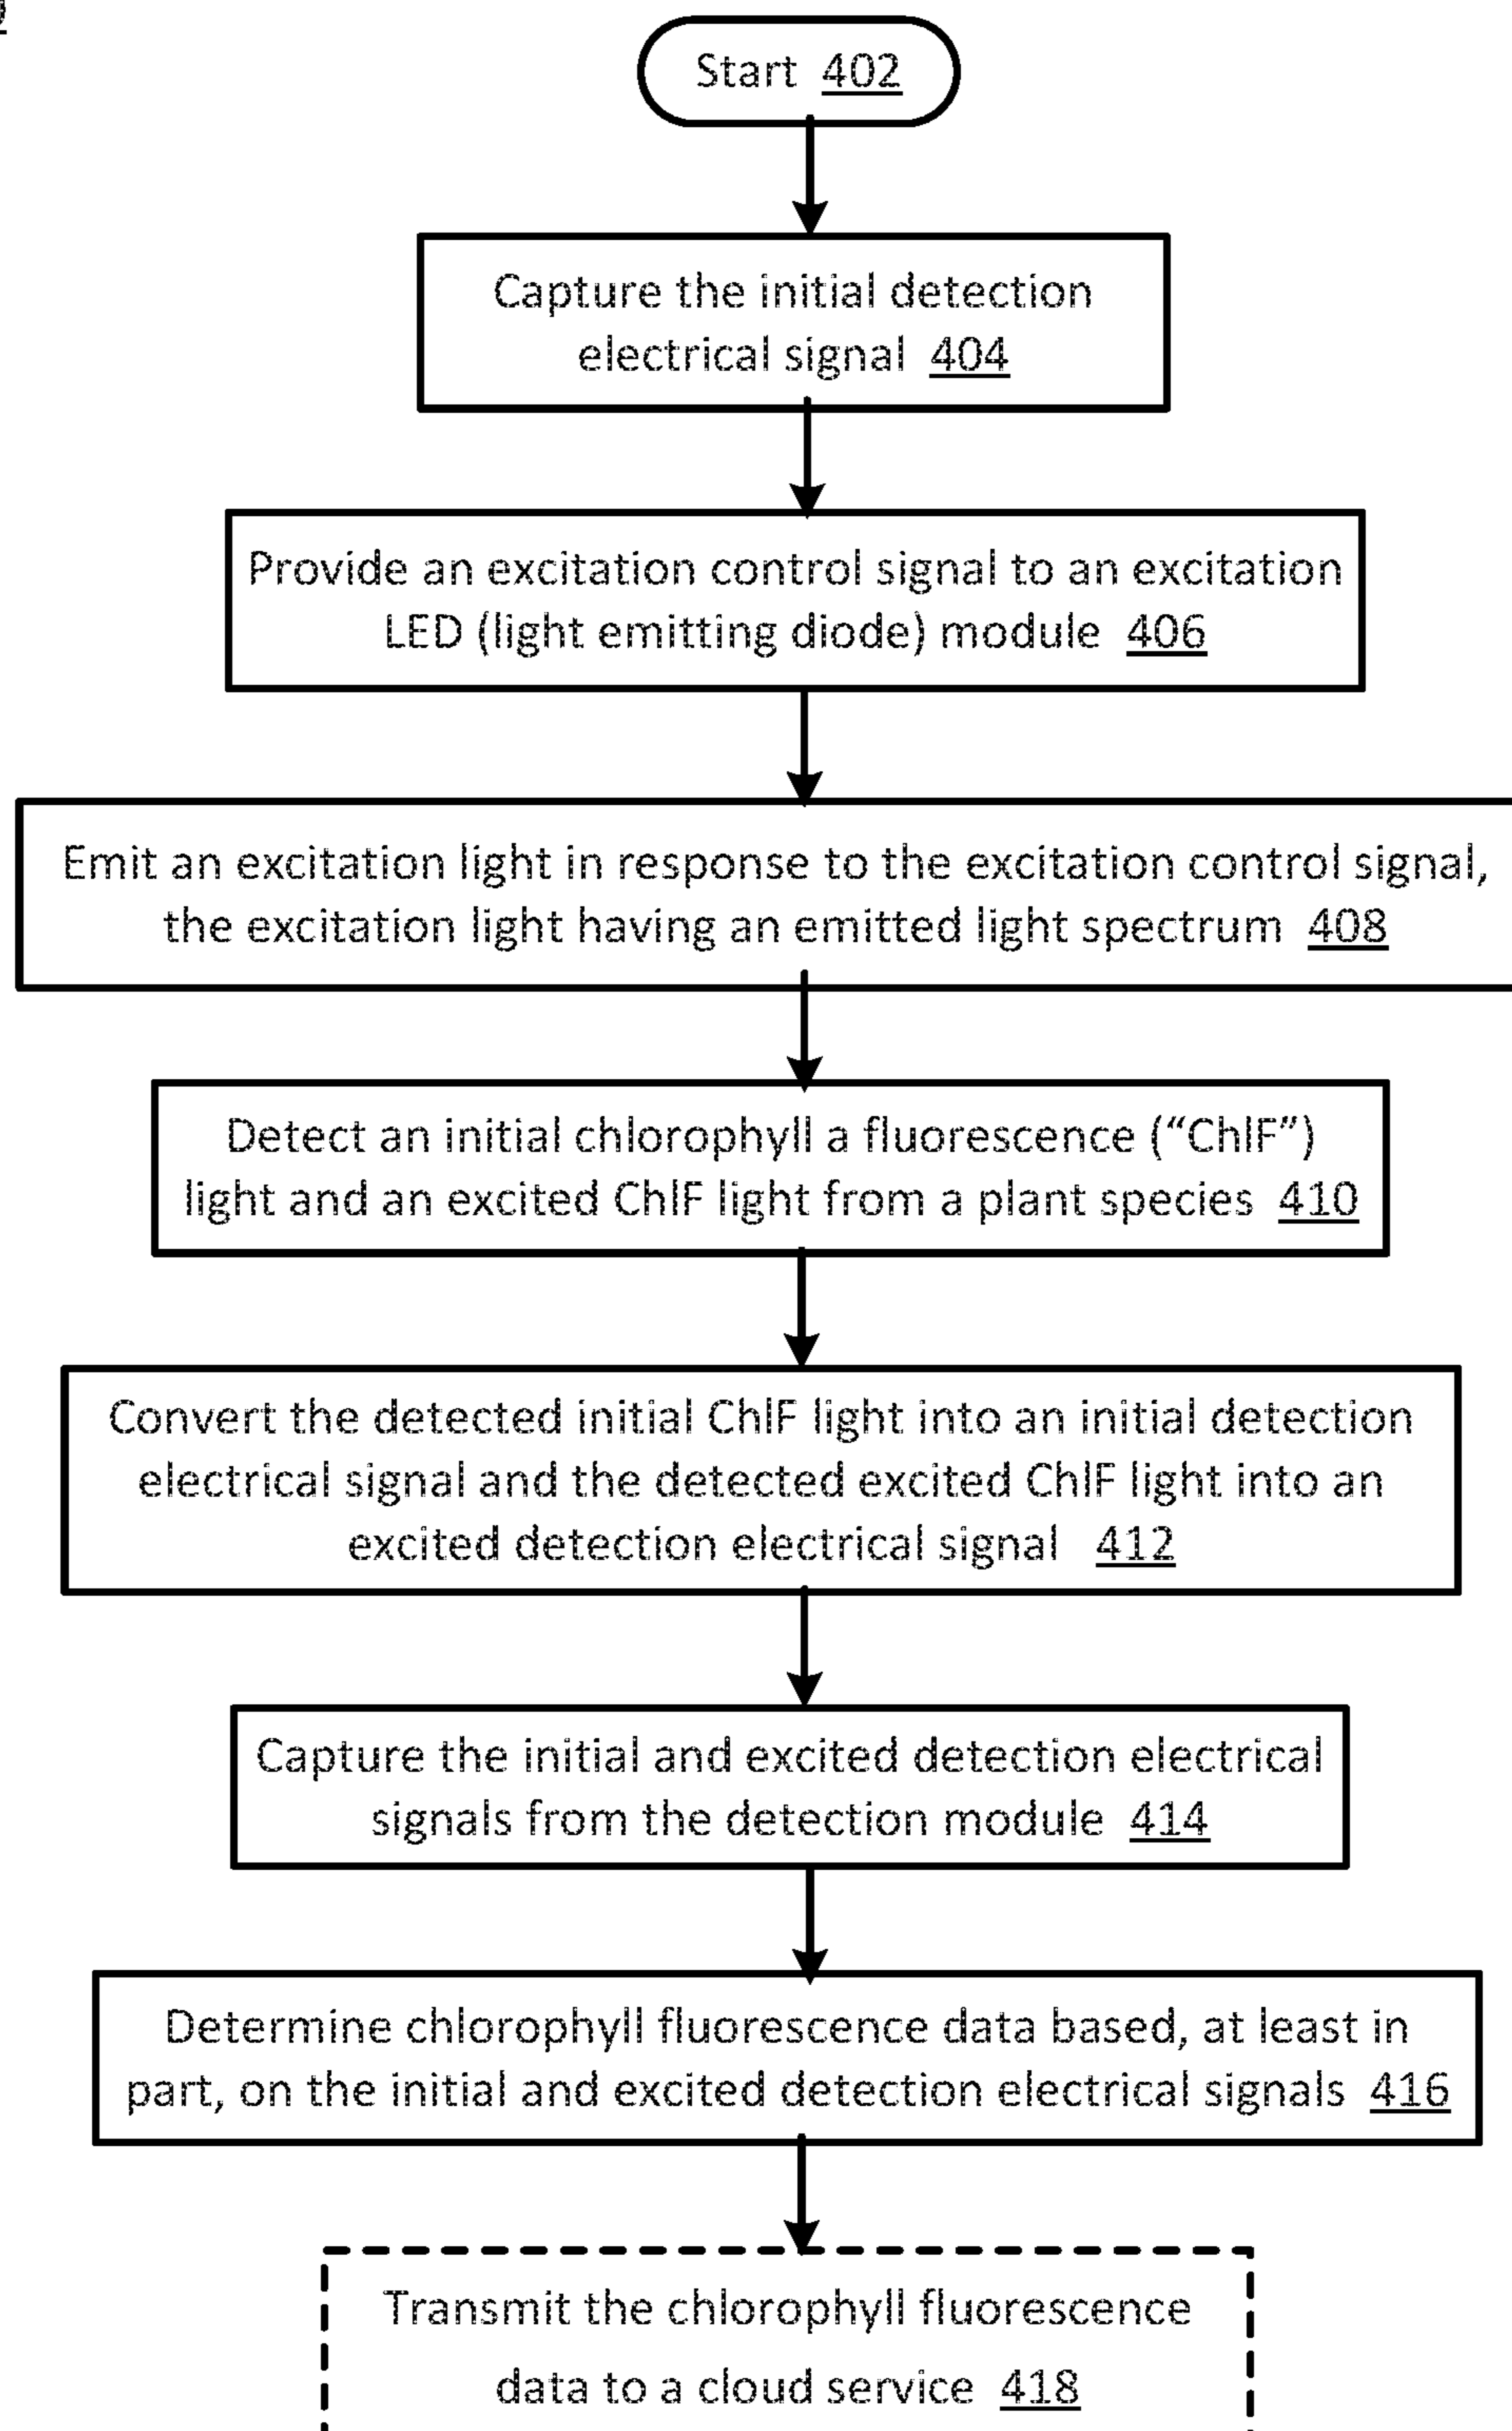 Start 402
Capture the initial detection
electrical signal 404
Provide an excitation control signal to an excitation
LED (light emitting diode) module 406
Emit an excitation light in response to the excitation control signal,
the excitation light having an emitted light spectrum 408
Detect an initial chlorophyll a fluorescence (“ChlF”)
light and an excited ChlF light from a plant species 410
Convert the detected initial ChlF light into an initial detection
electrical signal and the detected excited ChlF light into an
excited detection electrical signal 412
Capture the initial and excited detection electrical
signals from the detection module 414
Determine chlorophyll fluorescence data based, at least in
part, on the initial and excited detection electrical signals 416
Transmit the chlorophyll fluorescence
data to a cloud service 418